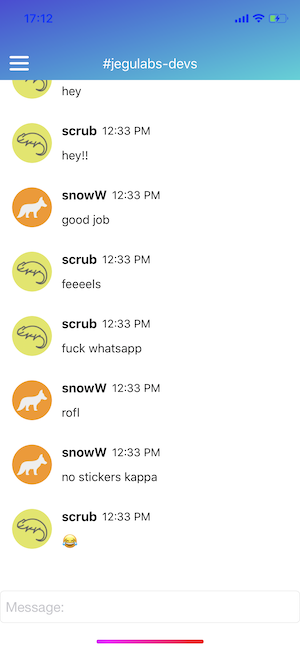 17:12
#jegulabs-devs
hey
scrub 12:33 PM
hey!!
snowW 12:33 PM
good job
scrub 12:33 PM
feeeels
scrub 12:33 PM
fuck whatsapp
snowW 12:33 PM
rofl
snowW 12:33 PM
no stickers kappa
scrub 12:33 PM
😂
Message: